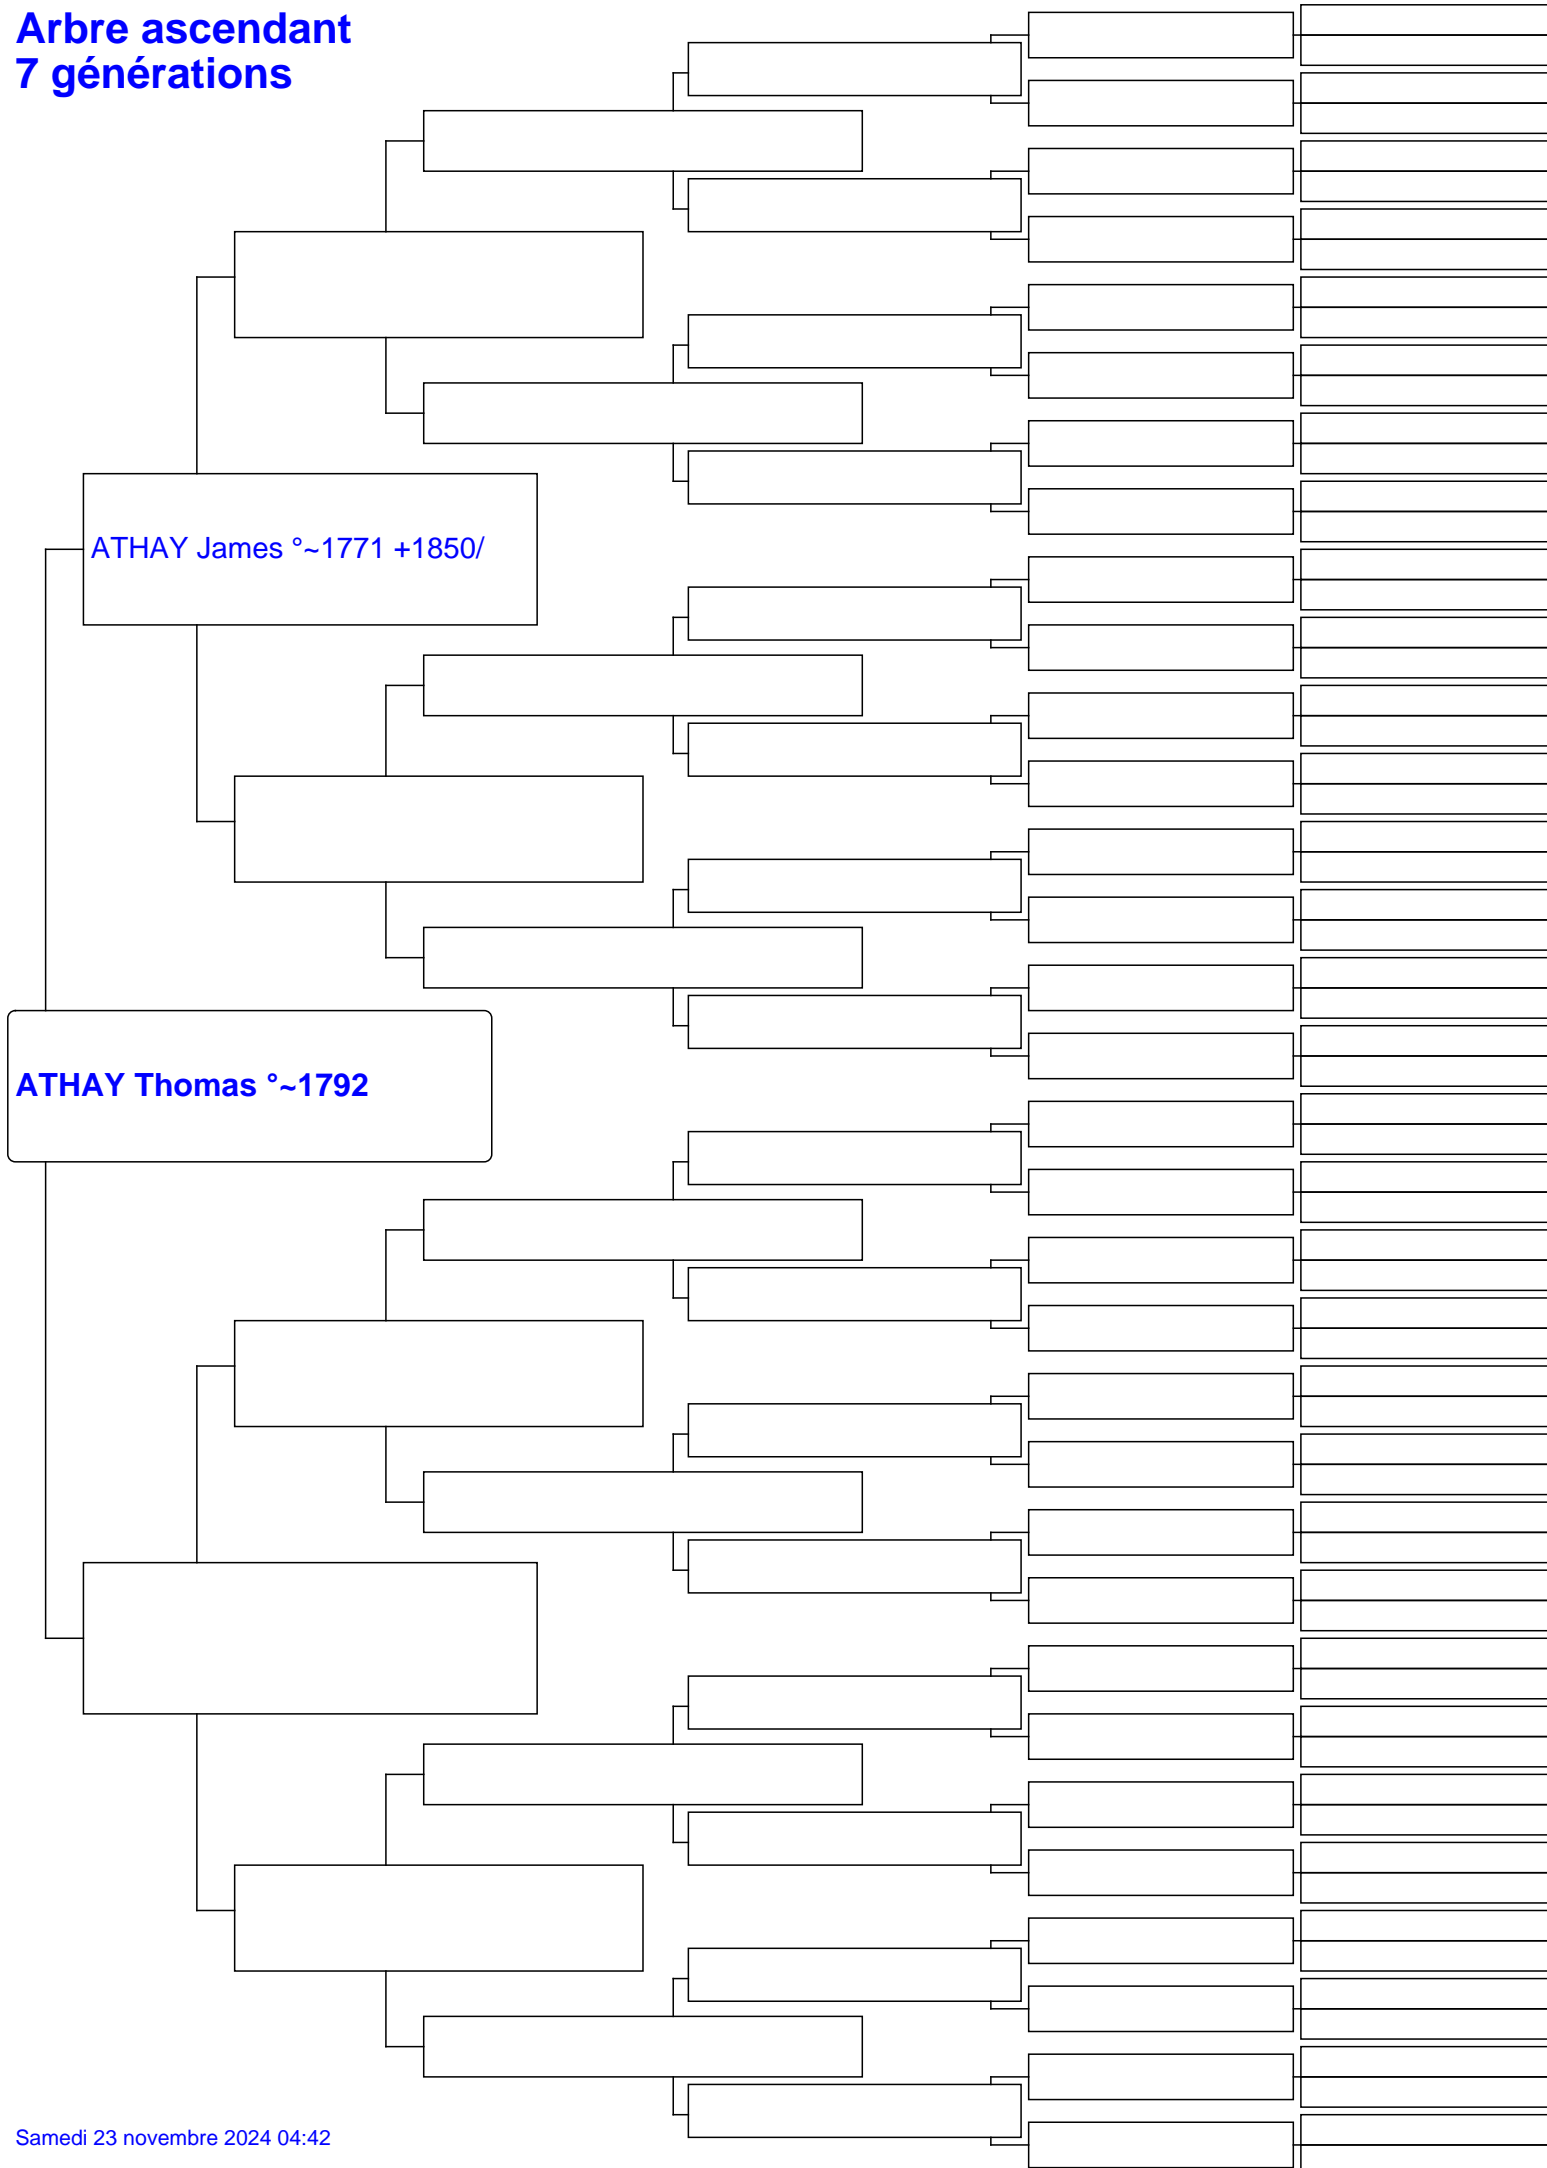 Arbre ascendant
7 générations
ATHAY James °~1771 +1850/
ATHAY Thomas °~1792
Samedi 23 novembre 2024 04:42